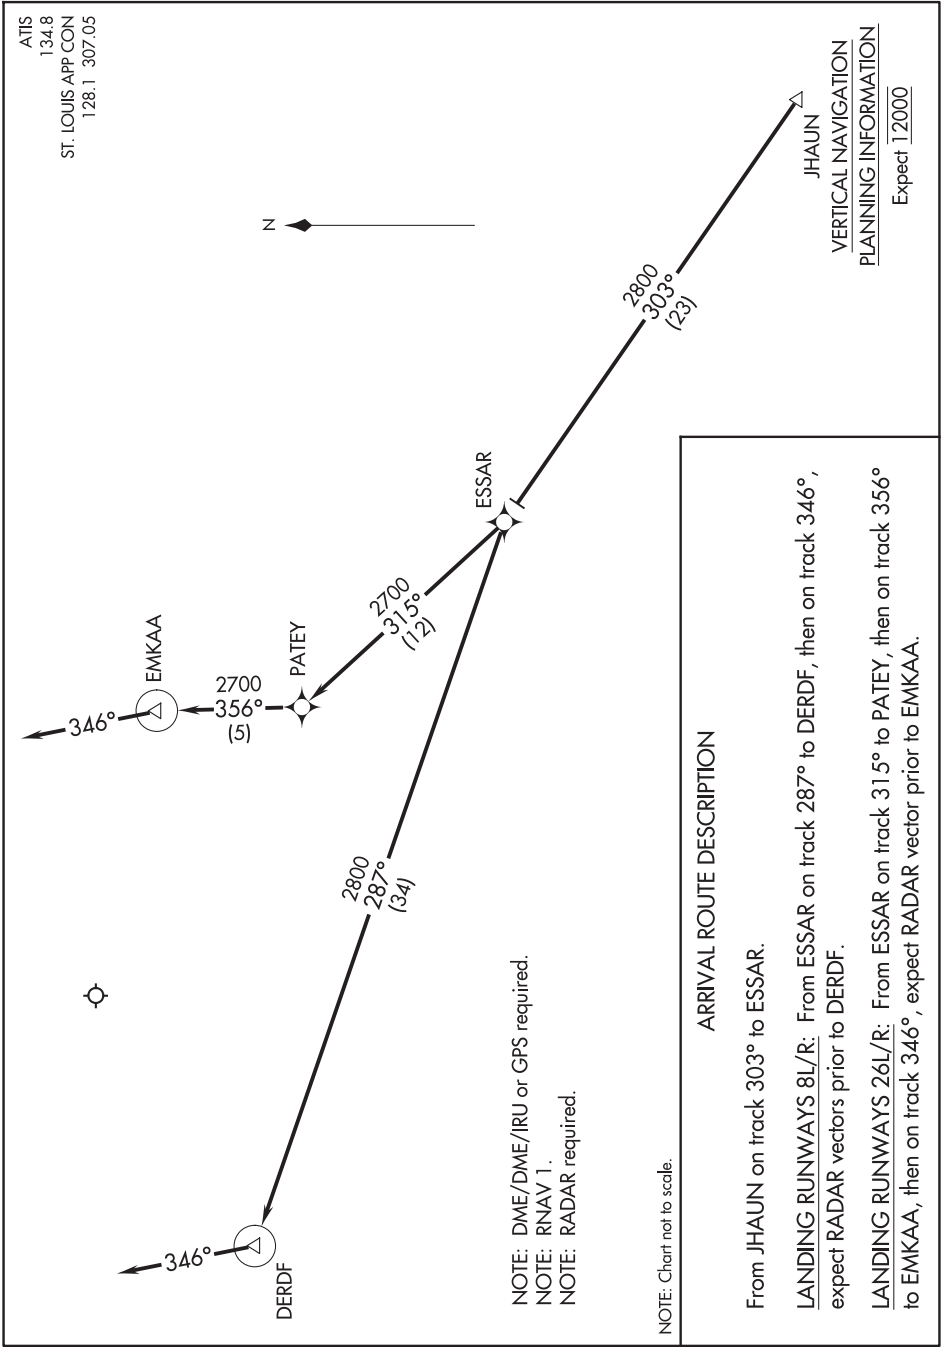 ATIS
134.8
ST. LOUIS APP CON
128.1 307.05
N
346°
EMKAA
2700
356°
(5)
PATEY
2700
315°
(12)
ESSAR
2800
303°
(23)
JHAUN
VERTICAL NAVIGATION
PLANNING INFORMATION
Expect 12000
2800
287°
(34)
346°
DERDF
NOTE: DME/DME/IRU or GPS required.
NOTE: RNAV 1.
NOTE: RADAR required.
NOTE: Chart not to scale.
ARRIVAL ROUTE DESCRIPTION
From JHAUN on track 303° to ESSAR.
LANDING RUNWAYS 8L/R: From ESSAR on track 287° to DERDF, then on track 346°,
expect RADAR vectors prior to DERDF.
LANDING RUNWAYS 26L/R: From ESSAR on track 315° to PATEY, then on track 356°
to EMKAA, then on track 346°, expect RADAR vector prior to EMKAA.